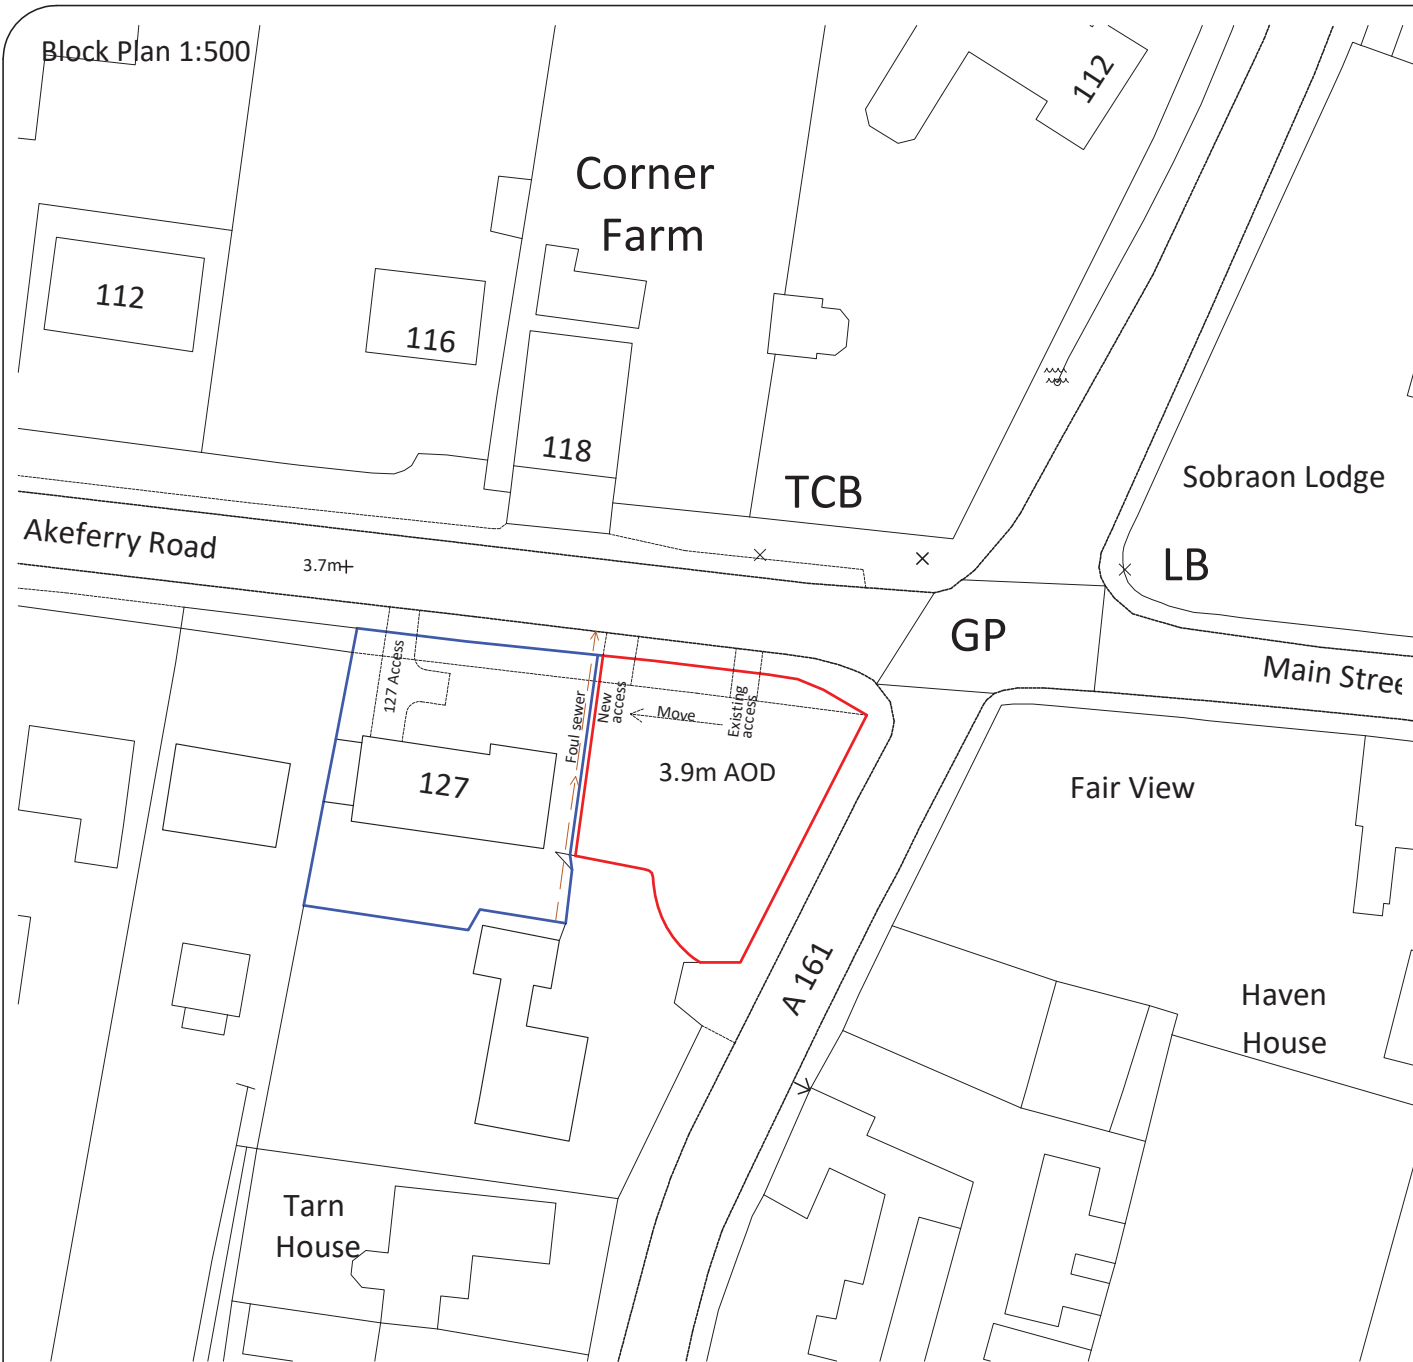 Block Plan 1:500
112
Corner
Farm
112
116
118
TCB
Sobraon Lodge
Akeferry Road
3.7m
LB
GP
Main Stree
127 Access
Foul sewer
New
access
Move
Existing
access
127
3.9m AOD
Fair View
A 161
Haven
House
Tarn
House